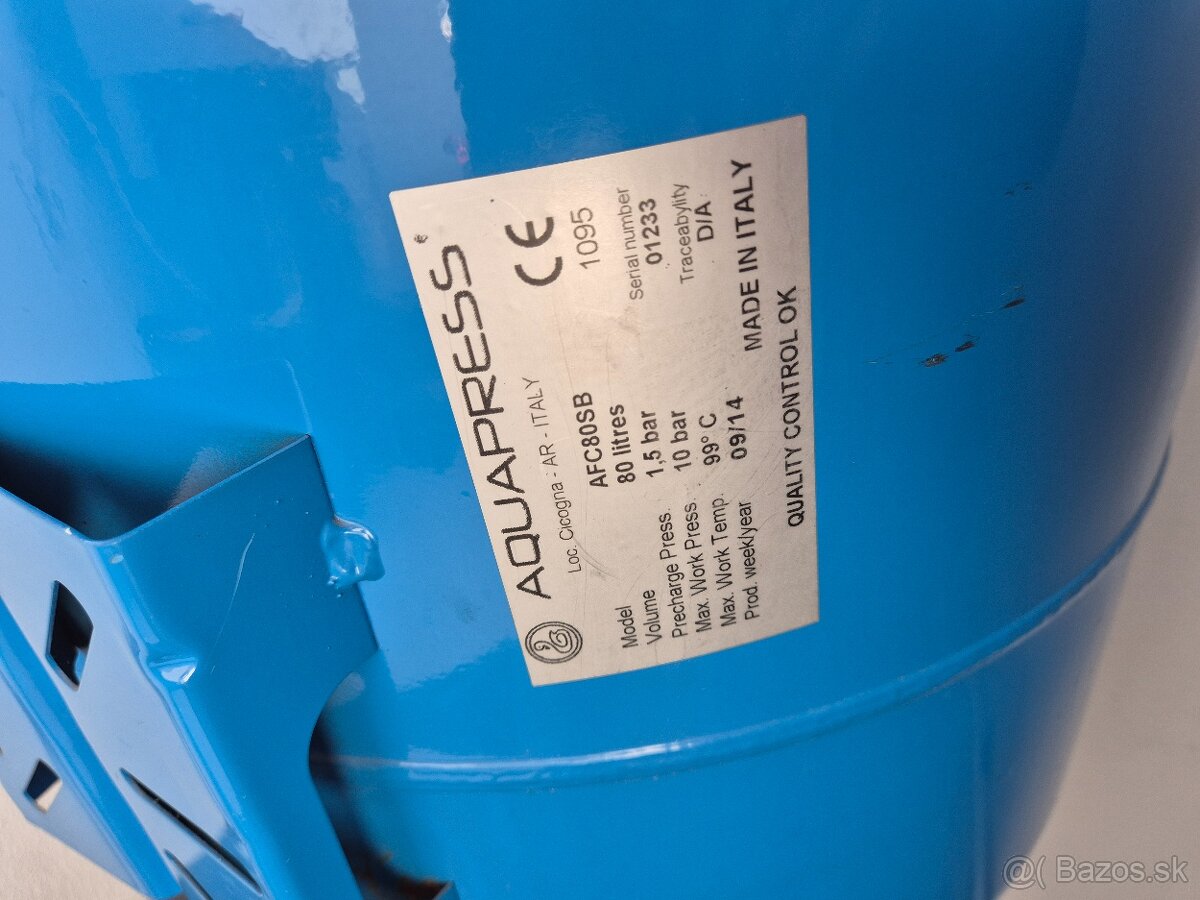 AQUAPRESS®
Loc. Cicogna - AR - ITALY
CE
1095
Model AFC80SB
Volume 80 litres
Precharge Press. 1,5 bar
Max. Work Press. 10 bar
Max. Work Temp. 99° C
Prod. week/year 09/14
Serial number
01233
Traceabylity
D/A
MADE IN ITALY
QUALITY CONTROL OK
@( Bazos.sk